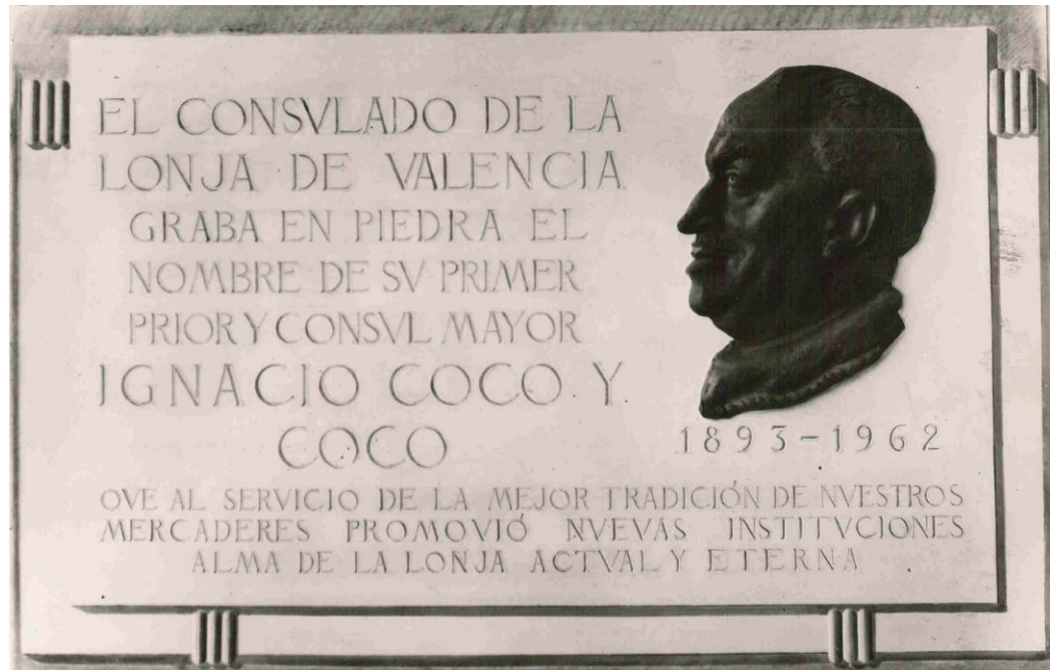 EL CONSVLADO DE LA
LONJA DE VALENCIA
GRABA EN PIEDRA EL
NOMBRE DE SV PRIMER
PRIOR Y CONSVL MAYOR
IGNACIO COCO Y
COCO
1893-1962
QVE AL SERVICIO DE LA MEJOR TRADICIÓN DE NVESTROS
MERCADERES PROMOVIÓ NVEVAS INSTITVCIONES
ALMA DE LA LONJA ACTVAL Y ETERNA